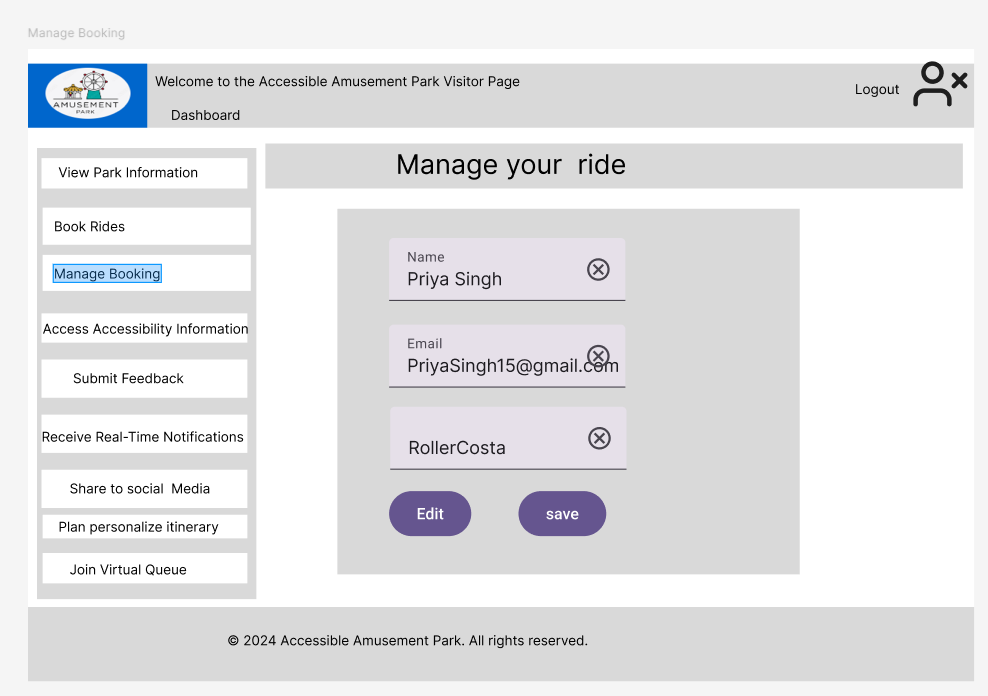 Manage Booking
Welcome to the Accessible Amusement Park Visitor Page
Logout
AMUSEMENT
PARK
Dashboard
Manage your  ride
View Park Information
Book Rides
Manage Booking
Access Accessibility Information
Submit Feedback
Receive Real-Time Notifications
Share to social  Media
Plan personalize itinerary
Join Virtual Queue
Name
Priya Singh
Email
PriyaSingh15@gmail.com
RollerCosta
Edit
save
© 2024 Accessible Amusement Park. All rights reserved.